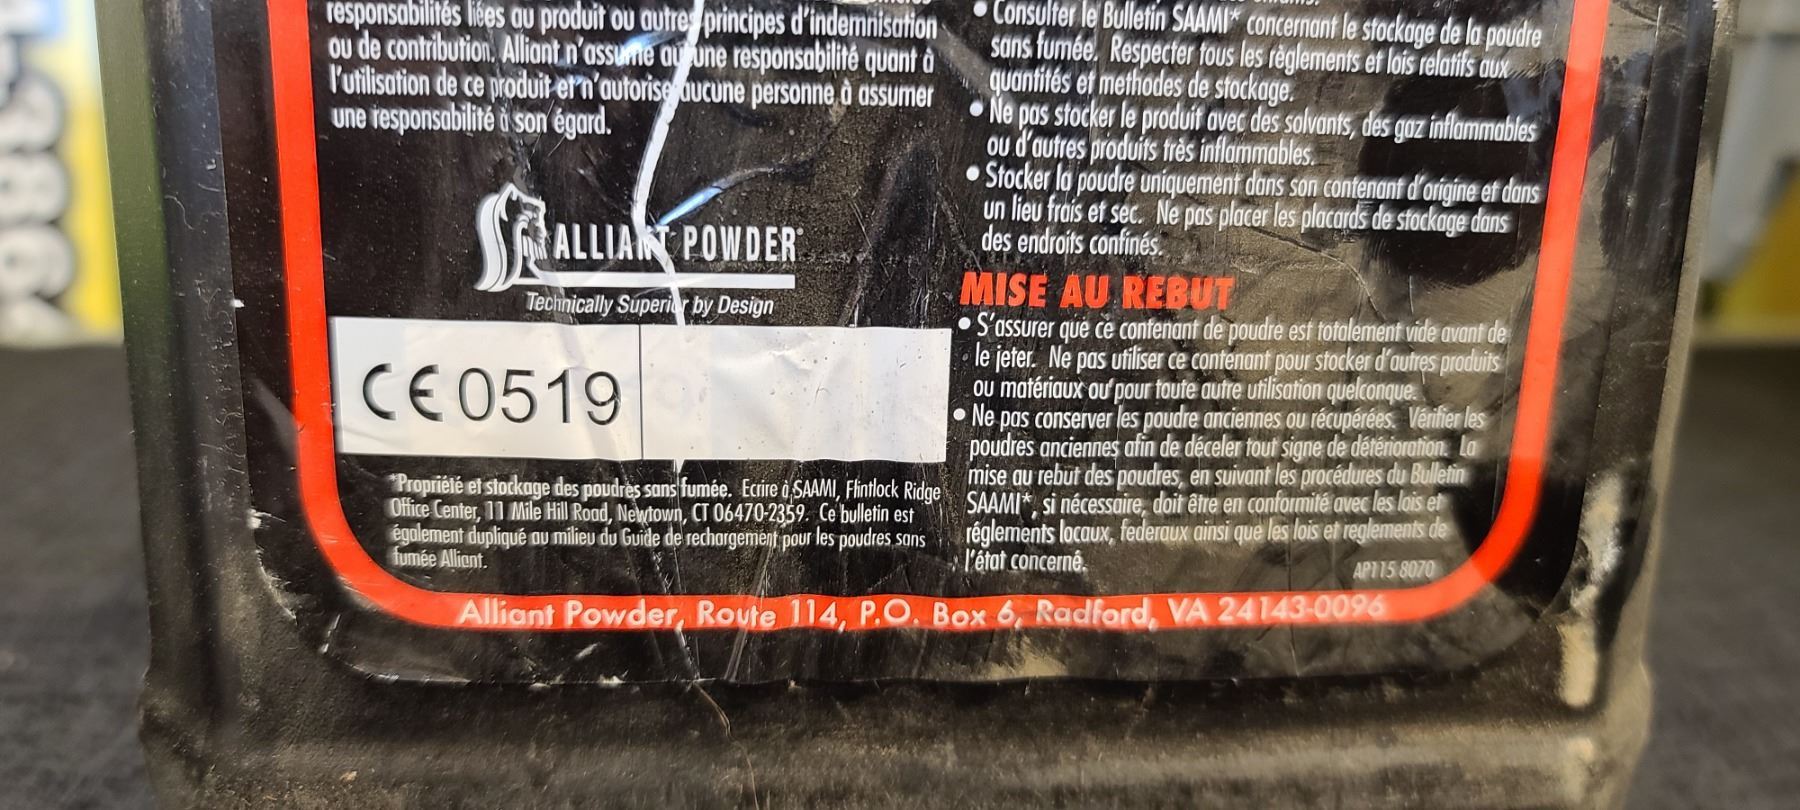 responsabilités liées au produit ou autres principes d'indemnisation
ou de contribution. Alliant n'assume aucune responsabilité quant à
l'utilisation de ce produit et n'autorise aucune personne à assumer
une responsabilité à son égard.
ALLIANT POWDER®
Technically Superior by Design
CE 0519
*Propriété et stockage des poudres sans fumée. Ecrire à SAAMI, Flintlock Ridge
Office Center, 11 Mile Hill Road, Newtown, CT 06470-2359. Ce bulletin est
également dupliqué au milieu du Guide de rechargement pour les poudres sans
fumée Alliant.
• Consulter le Bulletin SAAMI* concernant le stockage de la poudre
sans fumée. Respecter tous les règlements et lois relatifs aux
quantités et methodes de stockage.
• Ne pas stocker le produit avec des solvants, des gaz inflammables
ou d'autres produits très inflammables.
• Stocker la poudre uniquement dans son contenant d'origine et dans
un lieu frais et sec. Ne pas placer les placards de stockage dans
des endroits confinés.
MISE AU REBUT
• S'assurer que ce contenant de poudre est totalement vide avant de
le jeter. Ne pas utiliser ce contenant pour stocker d'autres produits
ou matériaux ou pour toute autre utilisation quelconque.
• Ne pas conserver les poudre anciennes ou récupérées. Vérifier les
poudres anciennes afin de déceler tout signe de détérioration. La
mise au rebut des poudres, en suivant les procédures du Bulletin
SAAMI*, si nécessaire, doit être en conformité avec les lois et
réglements locaux, federaux ainsi que les lois et reglements de
l'état concerné.
AP115 8070
Alliant Powder, Route 114, P.O. Box 6, Radford, VA 24143-0096